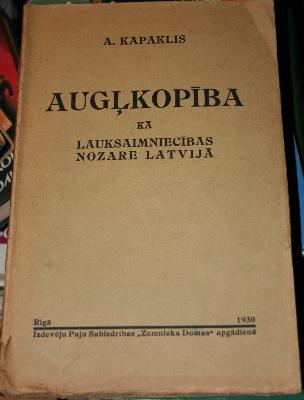 A. KAPAKLIS
AUGĻKOPĪBA
KĀ
LAUKSAIMNIECĪBAS
NOZARE LATVIJĀ
Rīgā 1930
Izdevēju Paju Sabiedrības „Zemnieka Domas" apgādienā